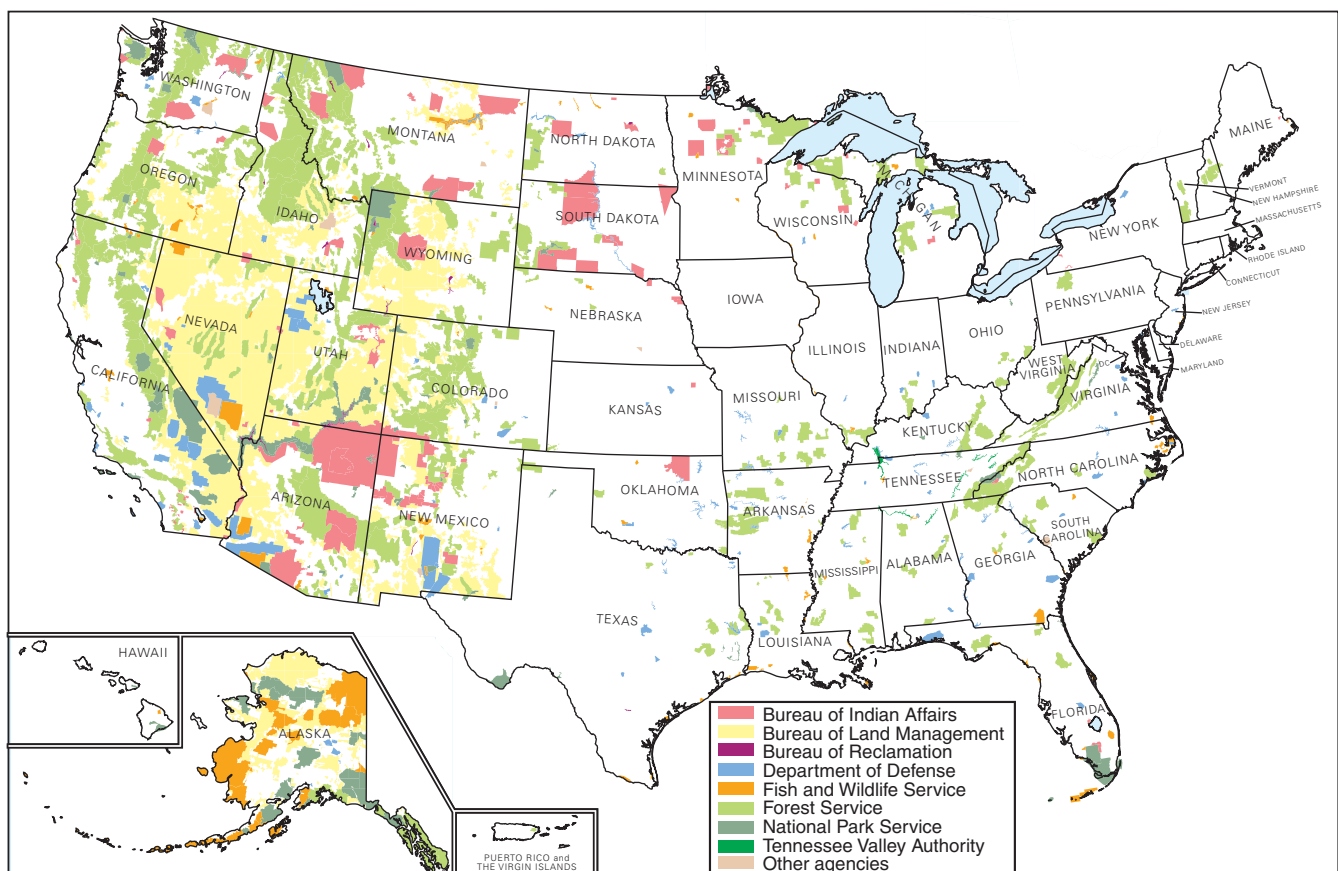 WASHINGTON
MONTANA
NORTH DAKOTA
MINNESOTA
MAINE
OREGON
IDAHO
SOUTH DAKOTA
WISCONSIN
MICHIGAN
VERMONT
NEW HAMPSHIRE
MASSACHUSETTS
NEW YORK
RHODE ISLAND
CONNECTICUT
WYOMING
IOWA
PENNSYLVANIA
NEW JERSEY
NEBRASKA
NEVADA
UTAH
ILLINOIS
INDIANA
OHIO
DELAWARE
MARYLAND
DC
WEST
VIRGINIA
VIRGINIA
CALIFORNIA
COLORADO
KANSAS
MISSOURI
KENTUCKY
ARIZONA
NEW MEXICO
OKLAHOMA
ARKANSAS
TENNESSEE
NORTH CAROLINA
SOUTH
CAROLINA
MISSISSIPPI
ALABAMA
GEORGIA
TEXAS
LOUISIANA
FLORIDA
HAWAII
ALASKA
PUERTO RICO and
THE VIRGIN ISLANDS
Bureau of Indian Affairs
Bureau of Land Management
Bureau of Reclamation
Department of Defense
Fish and Wildlife Service
Forest Service
National Park Service
Tennessee Valley Authority
Other agencies